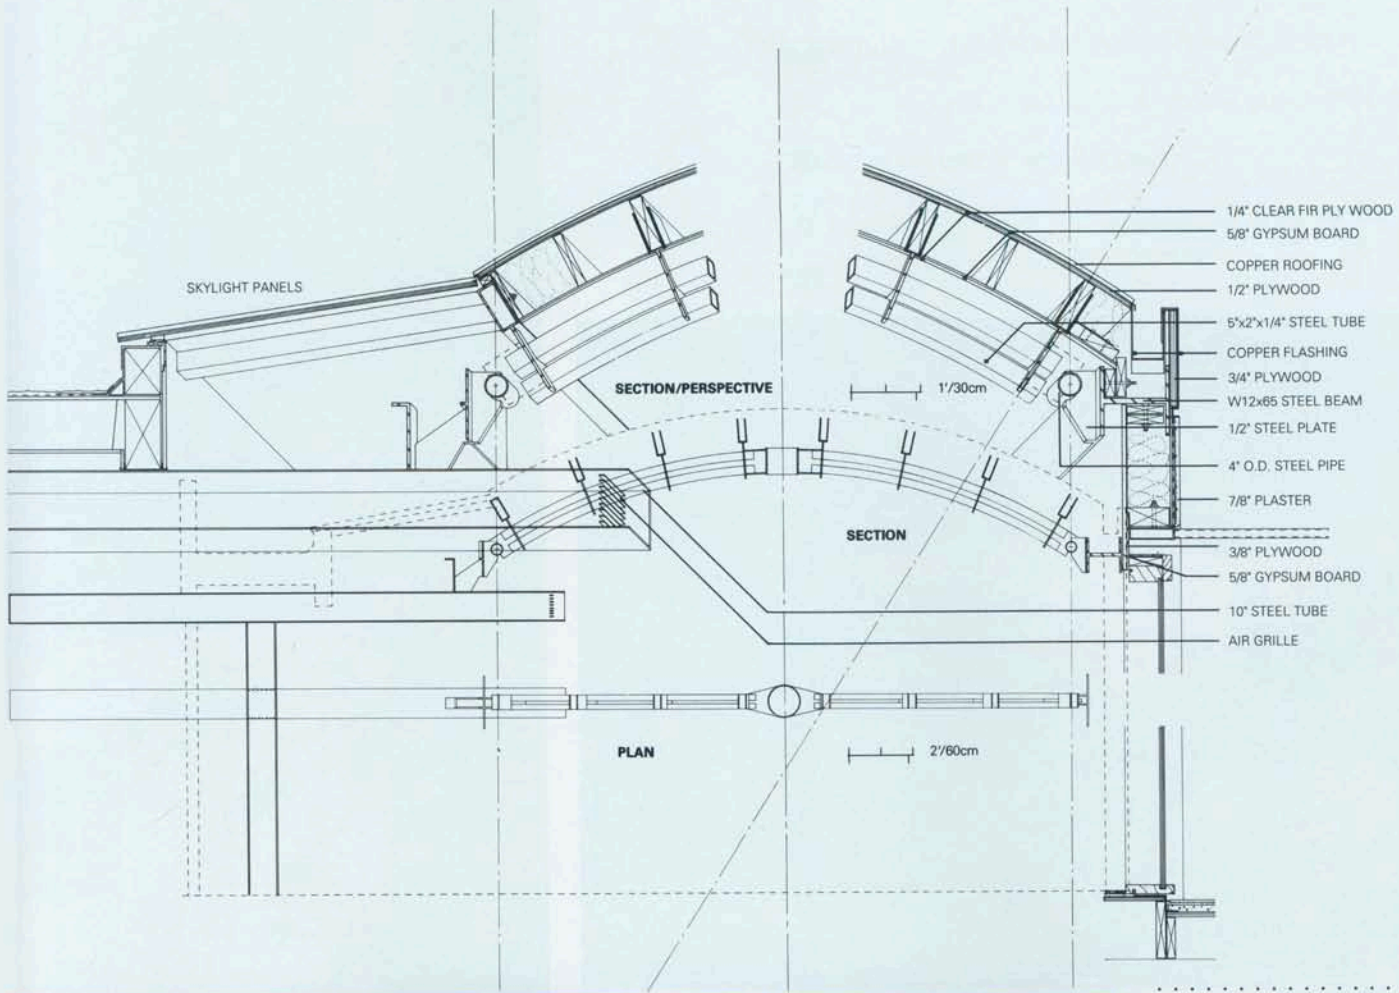 1/4" CLEAR FIR PLY WOOD
5/8" GYPSUM BOARD
COPPER ROOFING
SKYLIGHT PANELS
1/2" PLYWOOD
5"x2"x1/4" STEEL TUBE
COPPER FLASHING
SECTION/PERSPECTIVE
1'/30cm
3/4" PLYWOOD
W12x65 STEEL BEAM
1/2" STEEL PLATE
4" O.D. STEEL PIPE
7/8" PLASTER
SECTION
3/8" PLYWOOD
5/8" GYPSUM BOARD
10" STEEL TUBE
AIR GRILLE
PLAN
2'/60cm